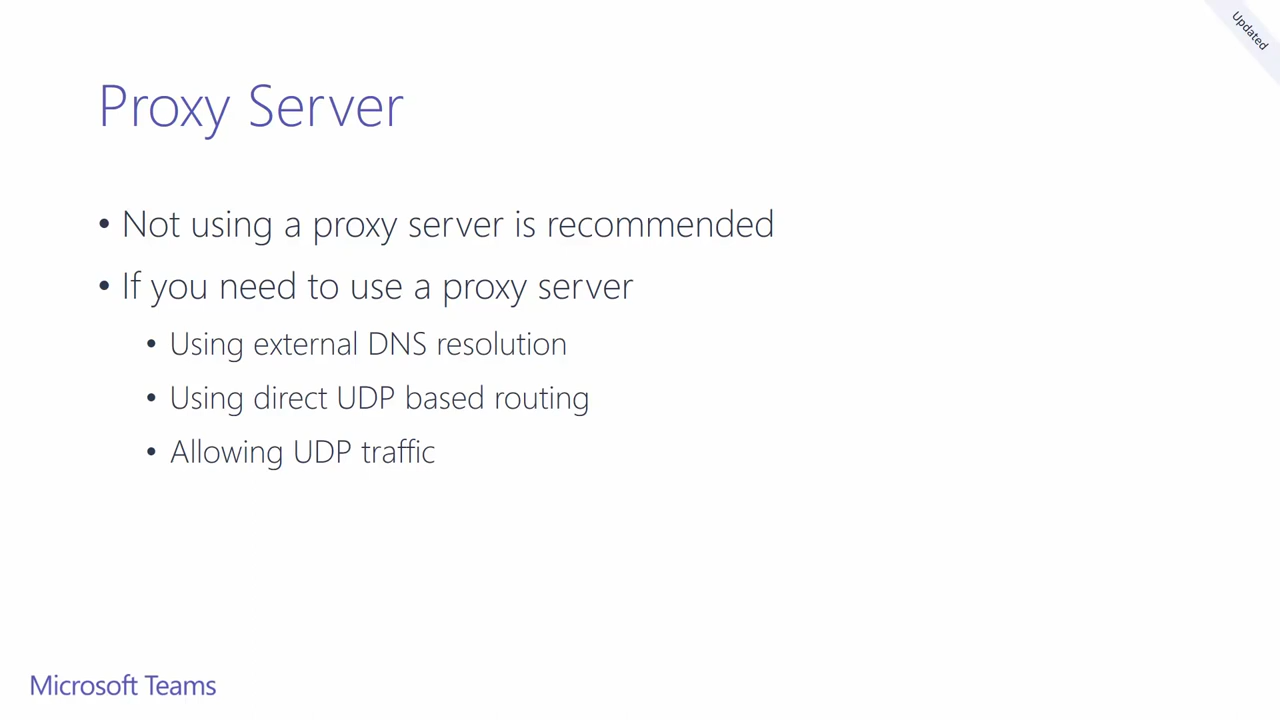 Updated
Proxy Server
• Not using a proxy server is recommended
• If you need to use a proxy server
• Using external DNS resolution
• Using direct UDP based routing
• Allowing UDP traffic
Microsoft Teams